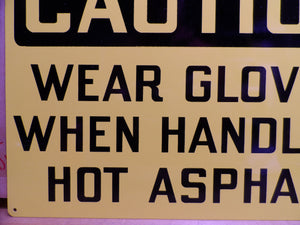 CAUTIO
WEAR GLOV
WHEN HANDL
HOT ASPHA